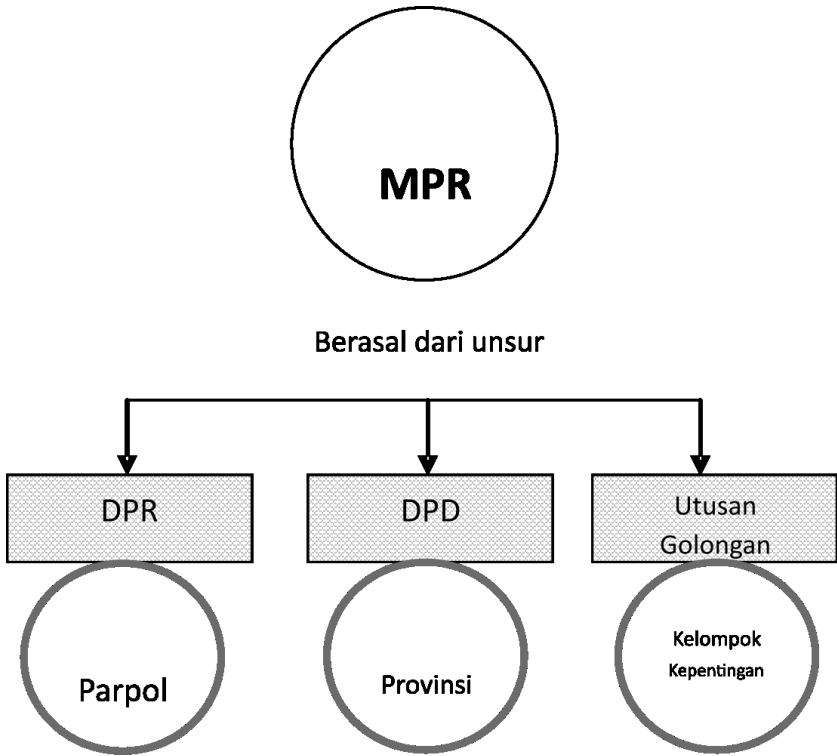 MPR
Berasal dari unsur
DPR
DPD
Utusan
Golongan
Parpol
Provinsi
Kelompok
Kepentingan